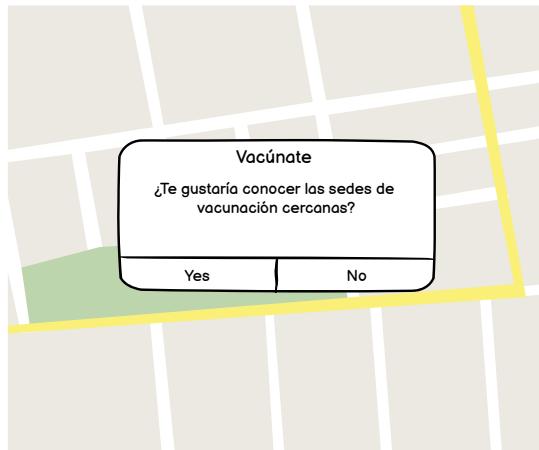 Vacúnate
¿Te gustaría conocer las sedes de
vacunación cercanas?
Yes
No